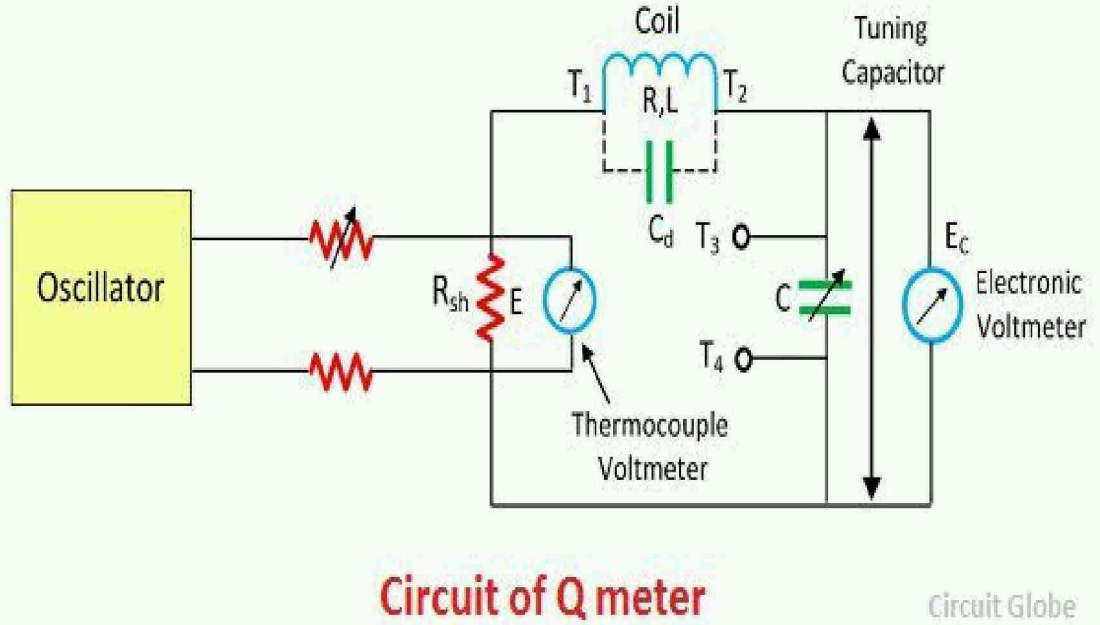 Coil
Tuning
Capacitor
T1
R,L
T2
Cd
T3
EC
Oscillator
Rsh
E
C
Electronic
Voltmeter
T4
Thermocouple
Voltmeter
Circuit of Q meter
Circuit Globe